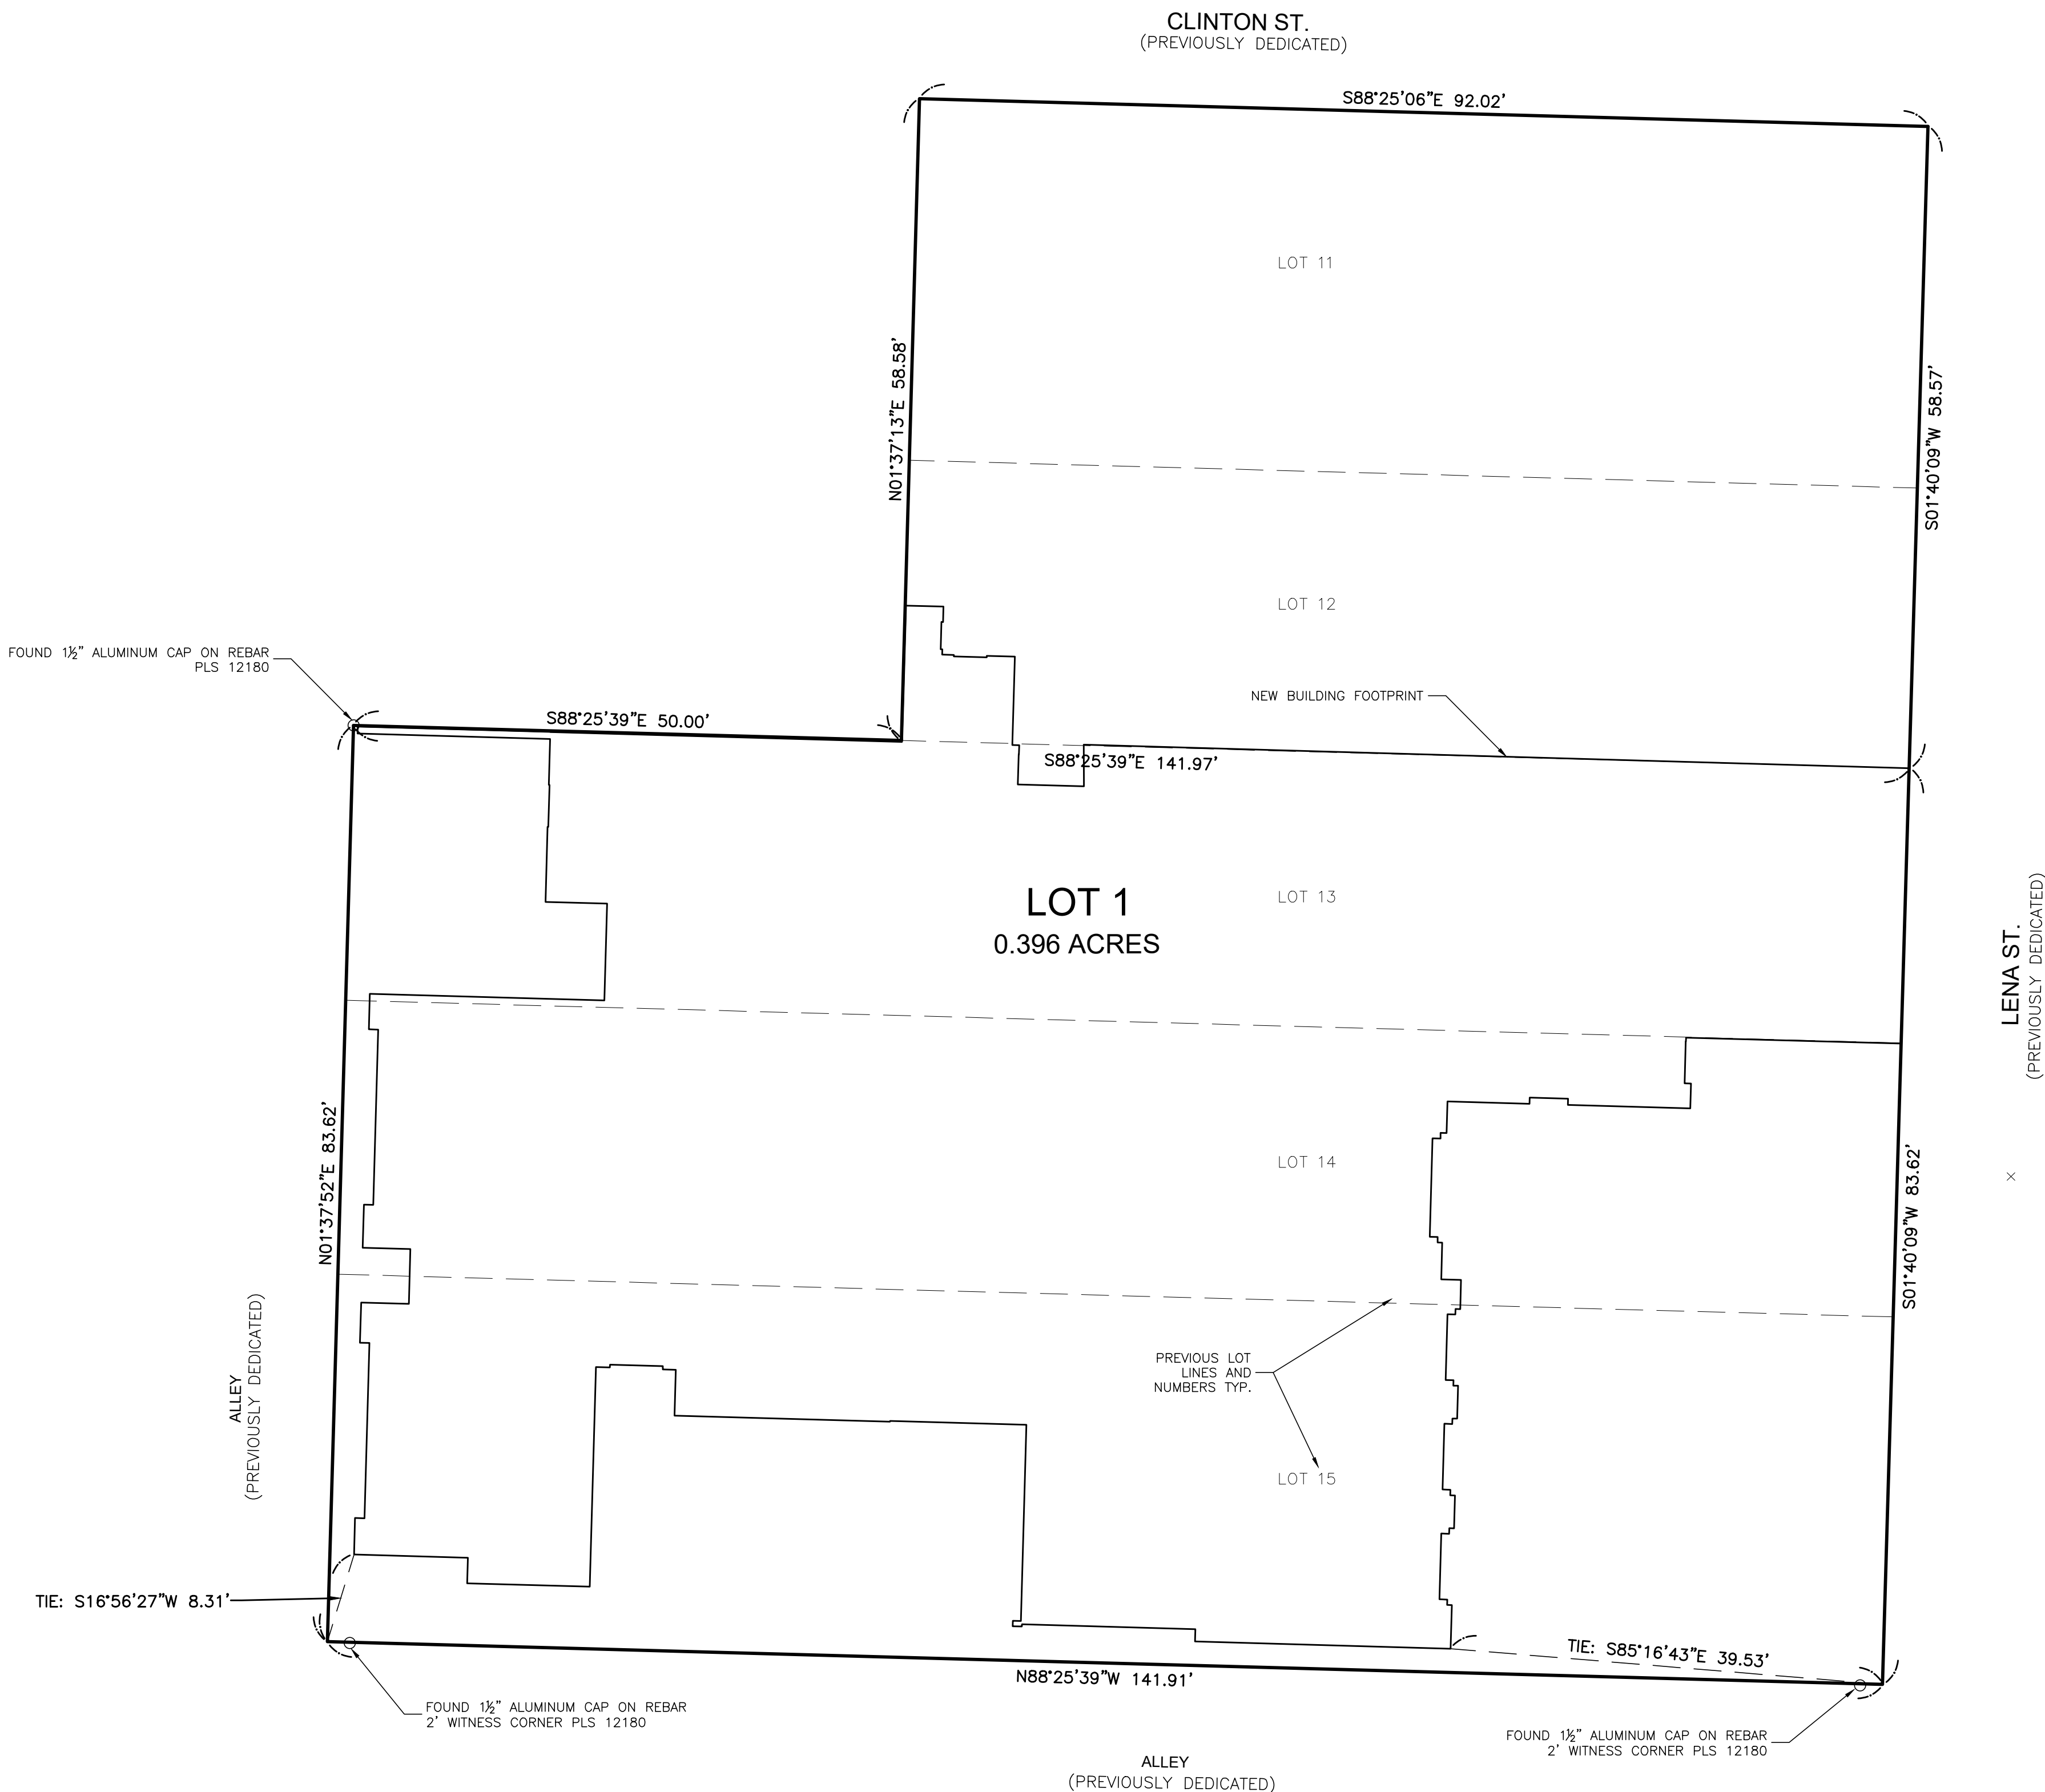 CLINTON ST.
(PREVIOUSLY DEDICATED)
S88°25'06"E 92.02'
LOT 11
N01°37'13"E 58.58'
S01°40'09"W 58.57'
LOT 12
FOUND 1½" ALUMINUM CAP ON REBAR
PLS 12180
NEW BUILDING FOOTPRINT
S88°25'39"E 50.00'
S88°25'39"E 141.97'
LOT 1
0.396 ACRES
LOT 13
LENA ST.
(PREVIOUSLY DEDICATED)
N01°37'52"E 83.62'
LOT 14
S01°40'09"W 83.62'
ALLEY
(PREVIOUSLY DEDICATED)
PREVIOUS LOT
LINES AND
NUMBERS TYP.
LOT 15
TIE: S16°56'27"W 8.31'
TIE: S85°16'43"E 39.53'
N88°25'39"W 141.91'
FOUND 1½" ALUMINUM CAP ON REBAR
2' WITNESS CORNER PLS 12180
FOUND 1½" ALUMINUM CAP ON REBAR
2' WITNESS CORNER PLS 12180
ALLEY
(PREVIOUSLY DEDICATED)